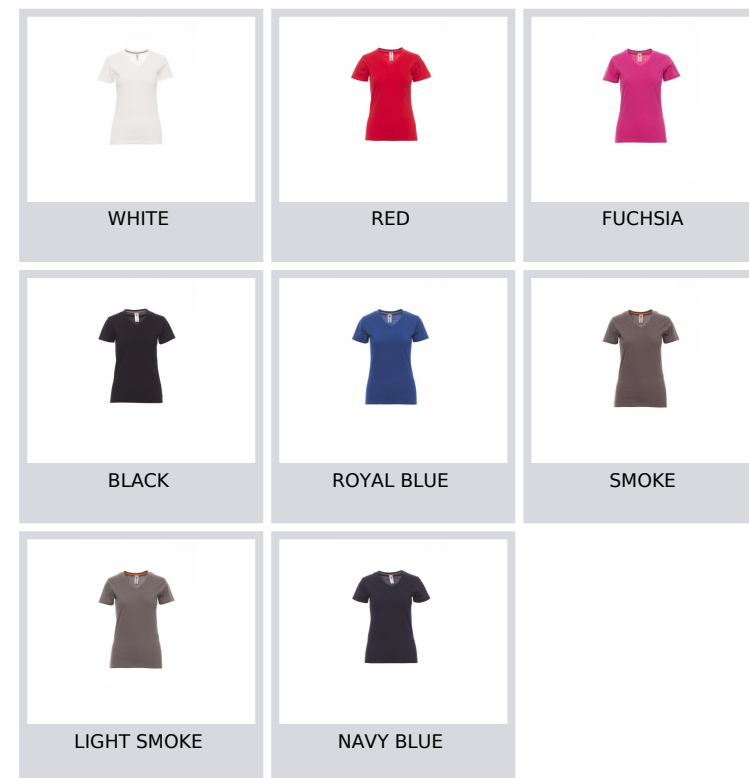 WHITE
RED
FUCHSIA
BLACK
ROYAL BLUE
SMOKE
LIGHT SMOKE
NAVY BLUE